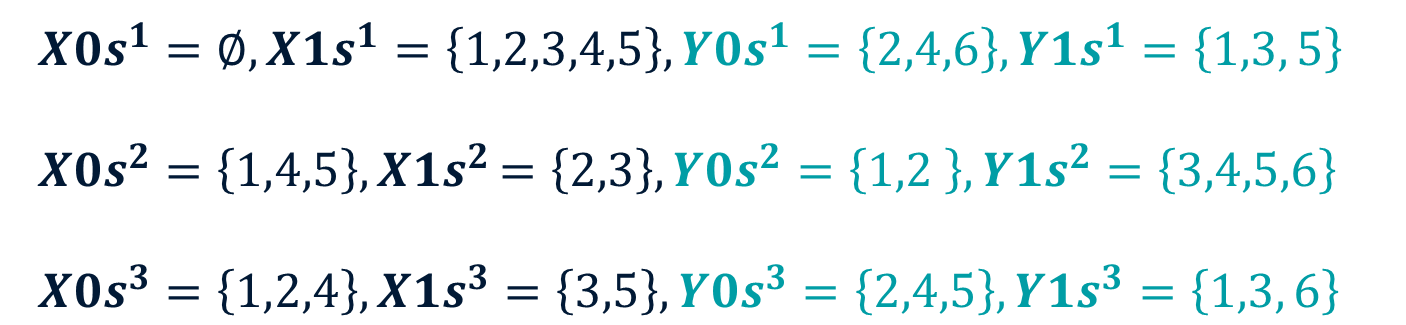 X0s¹ = ∅, X1s¹ = {1,2,3,4,5}, Y0s¹ = {2,4,6}, Y1s¹ = {1,3, 5}
X0s² = {1,4,5}, X1s² = {2,3}, Y0s² = {1,2 }, Y1s² = {3,4,5,6}
X0s³ = {1,2,4}, X1s³ = {3,5}, Y0s³ = {2,4,5}, Y1s³ = {1,3, 6}